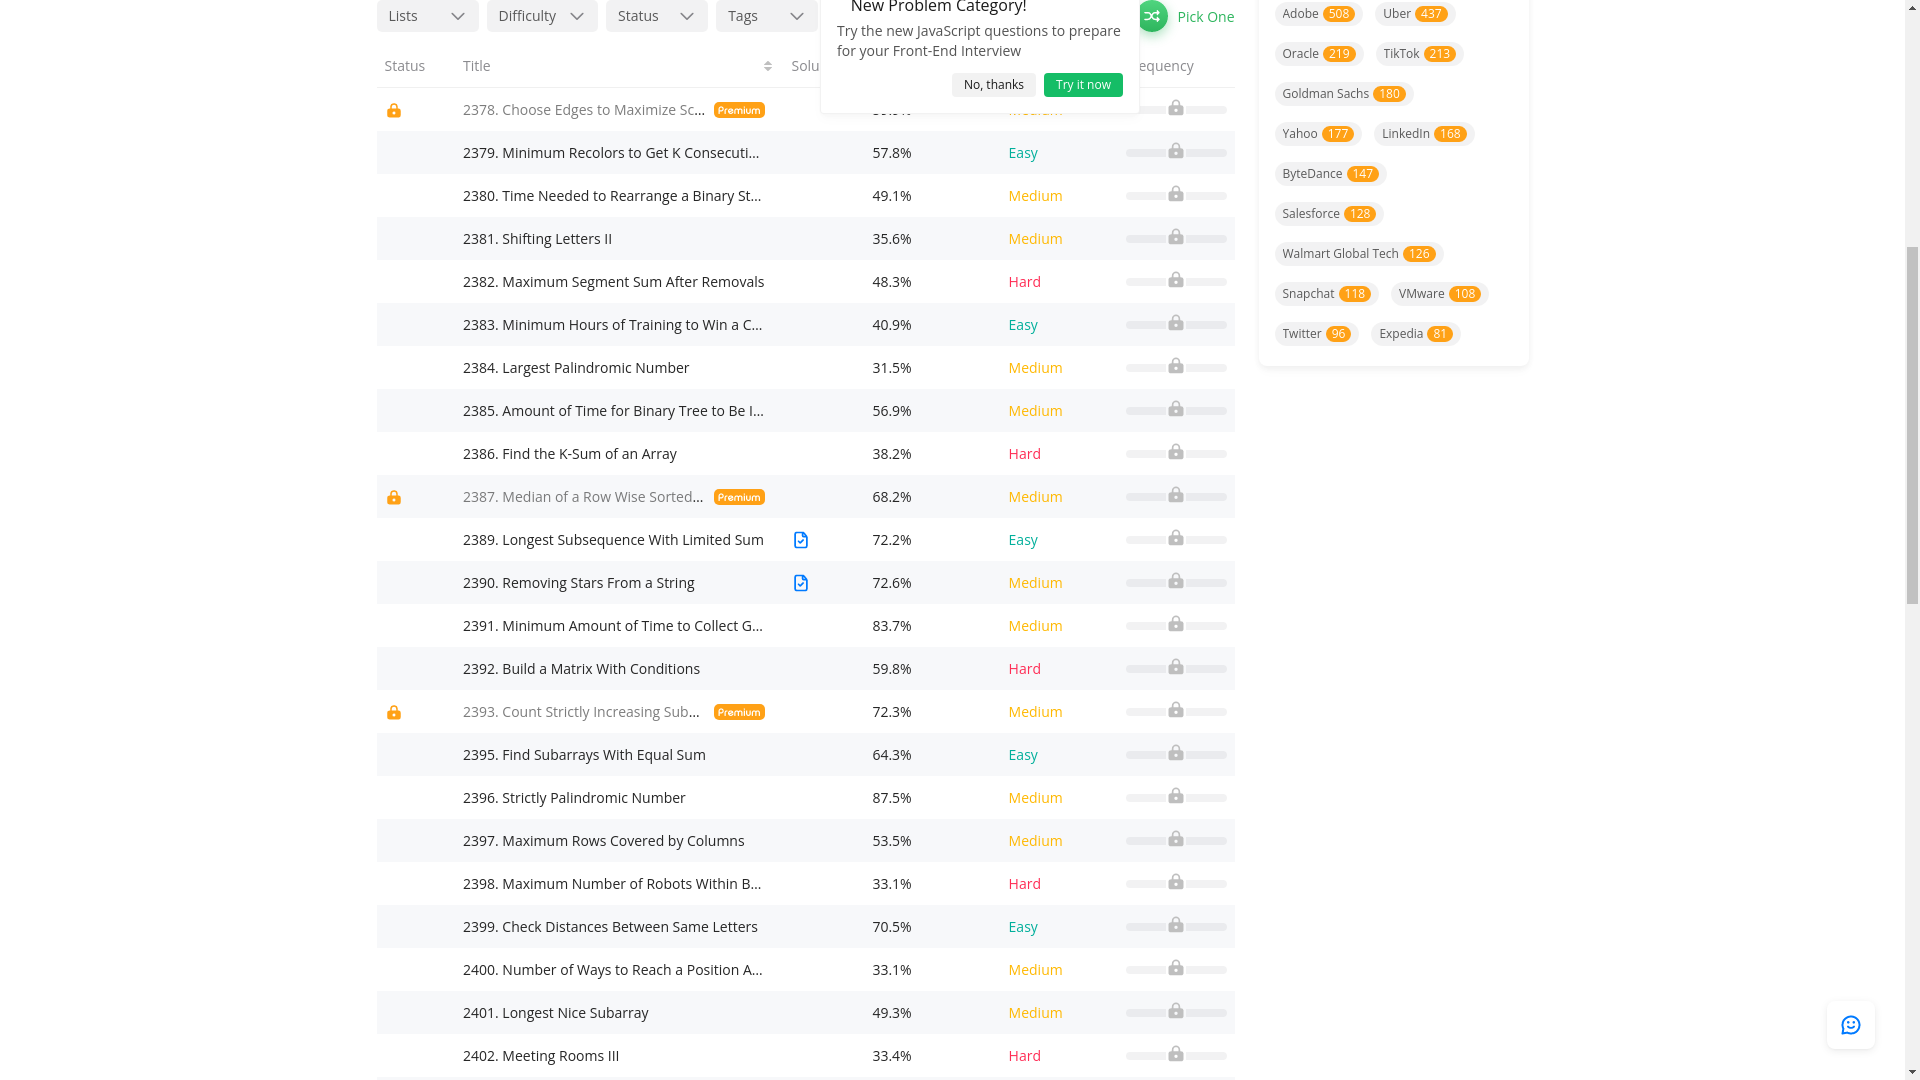 Lists Difficulty Status Tags
New Problem Category!
Try the new JavaScript questions to prepare
for your Front-End Interview
No, thanks Try it now
Pick One
Status Title Solu equency
2378. Choose Edges to Maximize Sc... Premium
2379. Minimum Recolors to Get K Consecuti... 57.8% Easy
2380. Time Needed to Rearrange a Binary St... 49.1% Medium
2381. Shifting Letters II 35.6% Medium
2382. Maximum Segment Sum After Removals 48.3% Hard
2383. Minimum Hours of Training to Win a C... 40.9% Easy
2384. Largest Palindromic Number 31.5% Medium
2385. Amount of Time for Binary Tree to Be I... 56.9% Medium
2386. Find the K-Sum of an Array 38.2% Hard
2387. Median of a Row Wise Sorted... Premium 68.2% Medium
2389. Longest Subsequence With Limited Sum 72.2% Easy
2390. Removing Stars From a String 72.6% Medium
2391. Minimum Amount of Time to Collect G... 83.7% Medium
2392. Build a Matrix With Conditions 59.8% Hard
2393. Count Strictly Increasing Sub... Premium 72.3% Medium
2395. Find Subarrays With Equal Sum 64.3% Easy
2396. Strictly Palindromic Number 87.5% Medium
2397. Maximum Rows Covered by Columns 53.5% Medium
2398. Maximum Number of Robots Within B... 33.1% Hard
2399. Check Distances Between Same Letters 70.5% Easy
2400. Number of Ways to Reach a Position A... 33.1% Medium
2401. Longest Nice Subarray 49.3% Medium
2402. Meeting Rooms III 33.4% Hard
Adobe 508 Uber 437
Oracle 219 TikTok 213
Goldman Sachs 180
Yahoo 177 LinkedIn 168
ByteDance 147
Salesforce 128
Walmart Global Tech 126
Snapchat 118 VMware 108
Twitter 96 Expedia 81